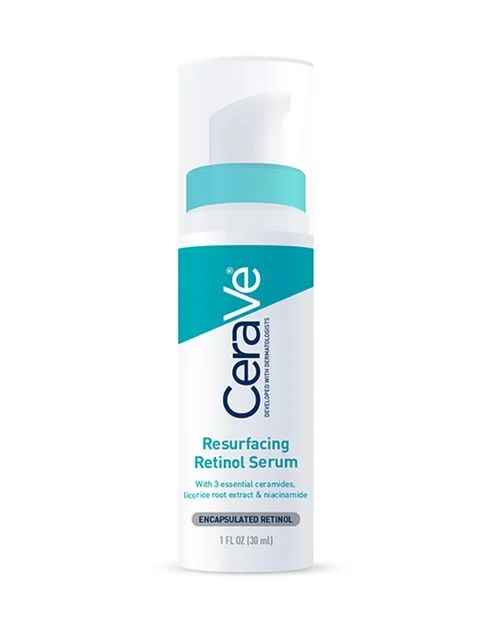 CeraVe®
DEVELOPED WITH DERMATOLOGISTS
Resurfacing
Retinol Serum
With 3 essential ceramides,
licorice root extract & niacinamide
ENCAPSULATED RETINOL
1 FL OZ (30 mL)